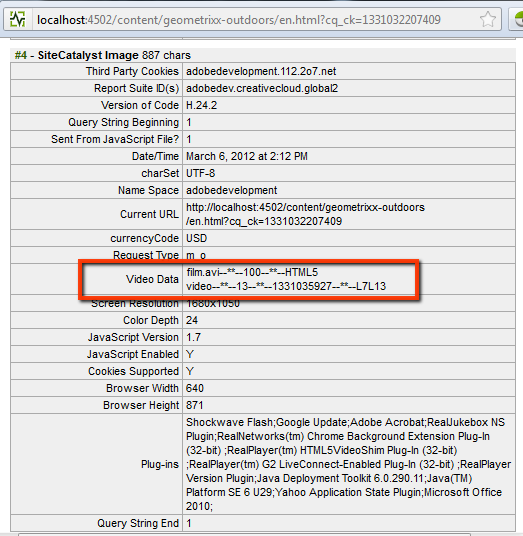 localhost:4502/content/geometrixx-outdoors/en.html?cq_ck=1331032207409
#4 - SiteCatalyst Image 887 chars
Third Party Cookies adobedevelopment.112.2o7.net
Report Suite ID(s) adobedev.creativecloud.global2
Version of Code H.24.2
Query String Beginning 1
Sent From JavaScript File? 1
Date/Time March 6, 2012 at 2:12 PM
charSet UTF-8
Name Space adobedevelopment
Current URL http://localhost:4502/content/geometrixx-outdoors
/en.html?cq_ck=1331032207409
currencyCode USD
Request Type m_o
Video Data film.avi--**--100--**--HTML5
video--**--13--**--1331035927--**--L7L13
Screen Resolution 1680x1050
Color Depth 24
JavaScript Version 1.7
JavaScript Enabled Y
Cookies Supported Y
Browser Width 640
Browser Height 871
Plug-ins Shockwave Flash;Google Update;Adobe Acrobat;RealJukebox NS
Plugin;RealNetworks(tm) Chrome Background Extension Plug-In
(32-bit) ;RealPlayer(tm) HTML5VideoShim Plug-In (32-bit)
;RealPlayer(tm) G2 LiveConnect-Enabled Plug-In (32-bit) ;RealPlayer
Version Plugin;Java Deployment Toolkit 6.0.290.11;Java(TM)
Platform SE 6 U29;Yahoo Application State Plugin;Microsoft Office
2010;
Query String End 1